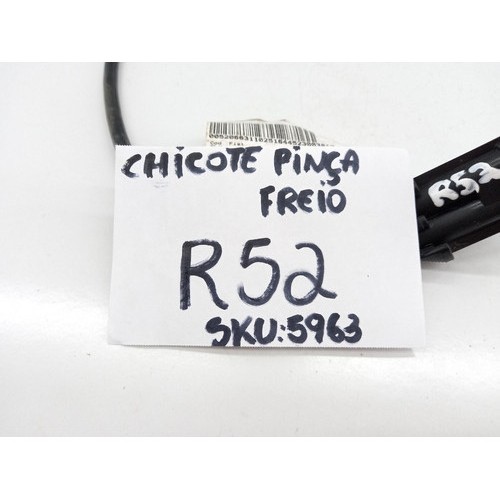 CHICOTE PINÇA
FREIO
R52
SKU:5963
R52